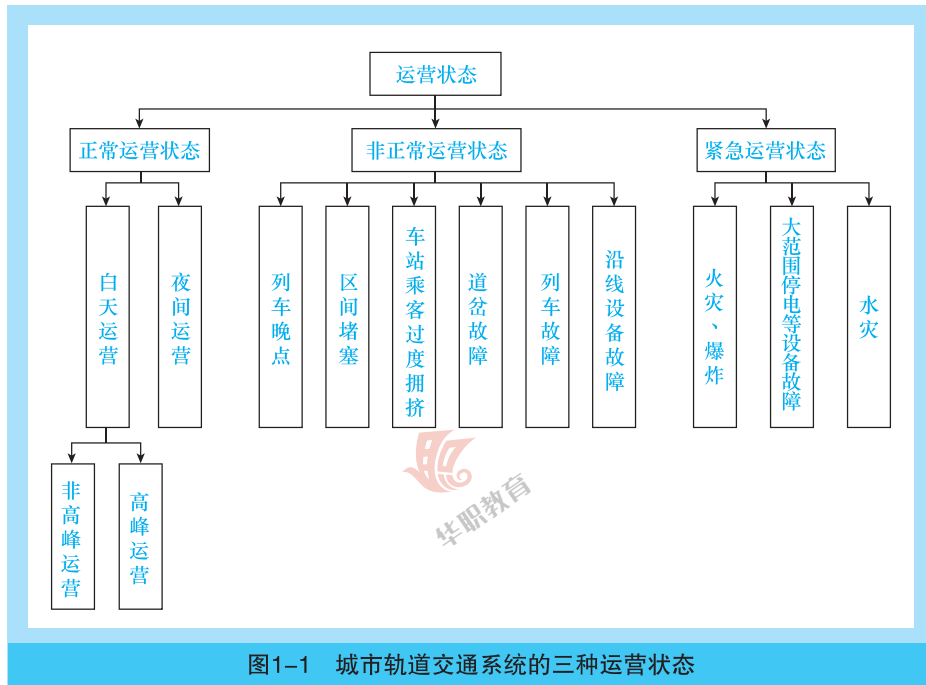 运营状态
正常运营状态
非正常运营状态
紧急运营状态
白天运营
夜间运营
列车晚点
区间堵塞
车站乘客过度拥挤
道岔故障
列车故障
沿线设备故障
火灾、爆炸
大范围停电等设备故障
水灾
非高峰运营
高峰运营
华职教育
图1-1 城市轨道交通系统的三种运营状态